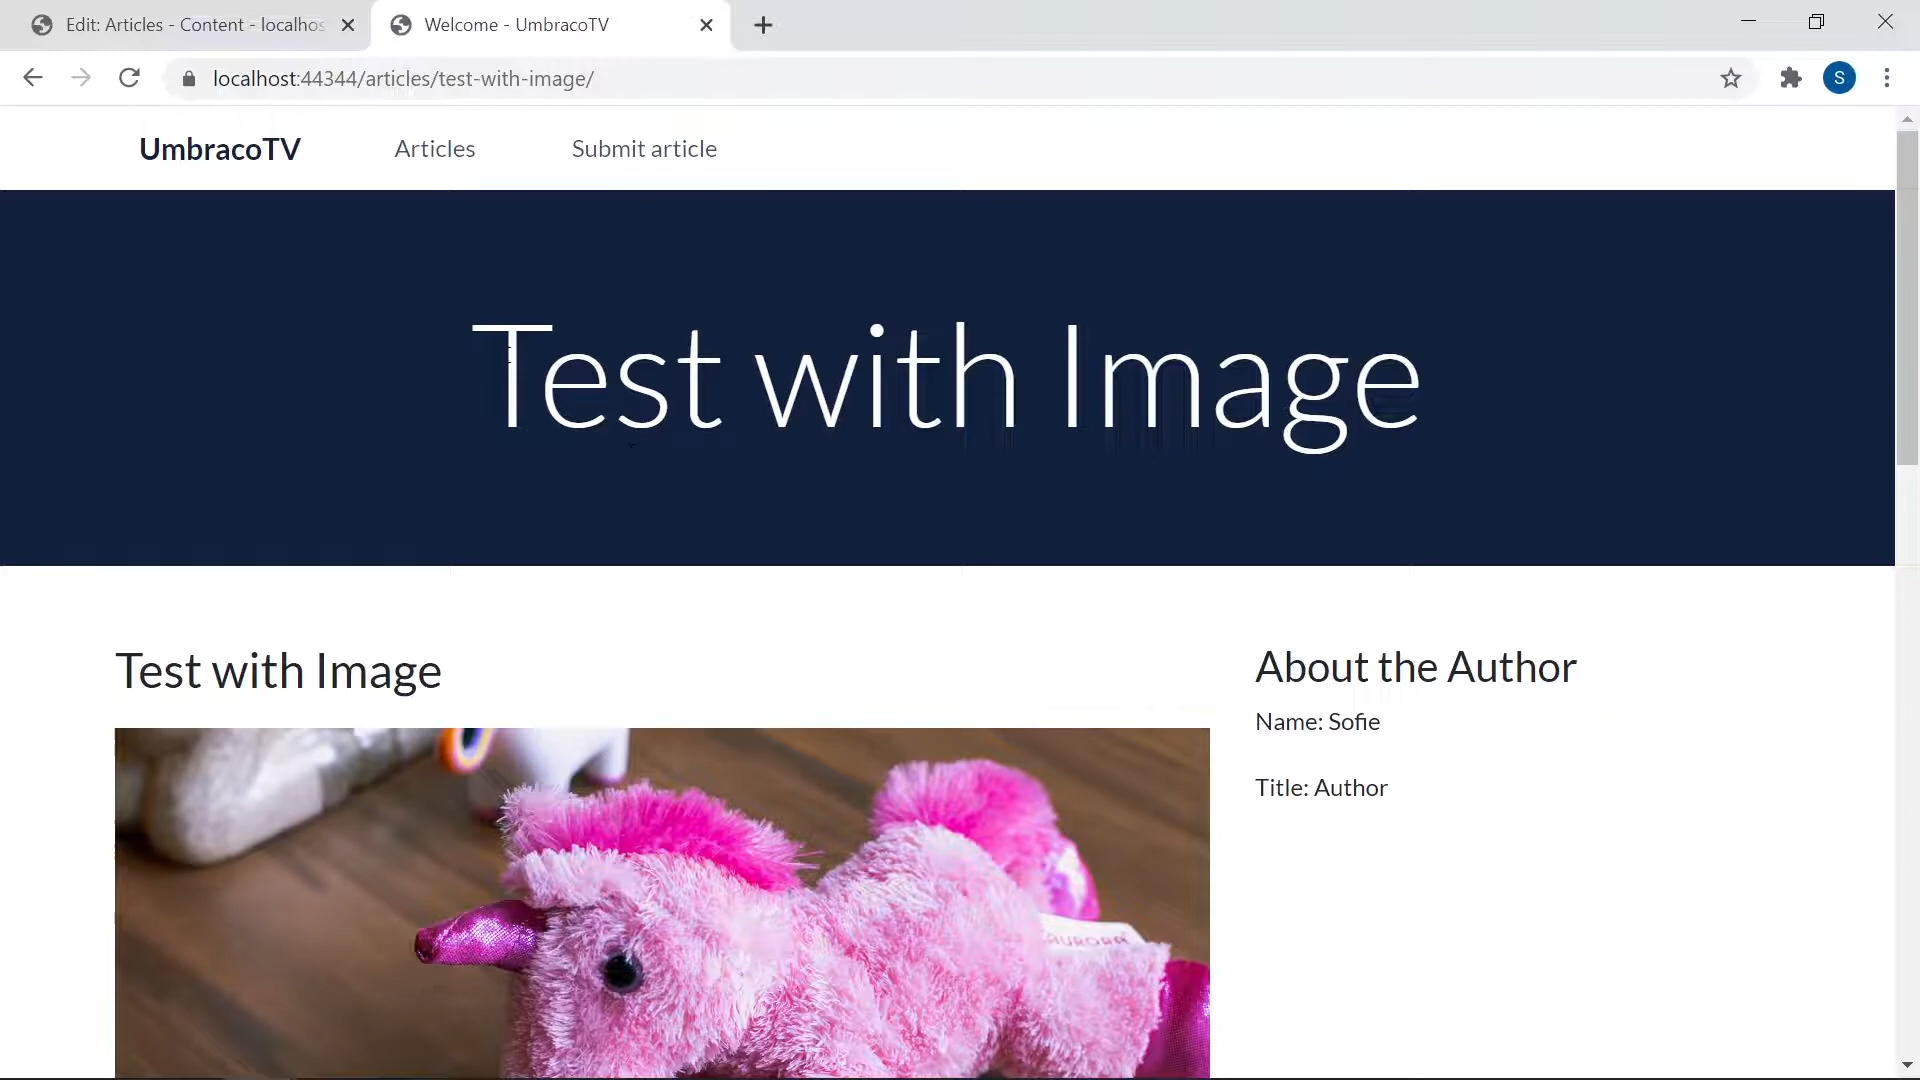 Edit: Articles - Content - localhos
Welcome - UmbracoTV
localhost:44344/articles/test-with-image/
S
UmbracoTV
Articles
Submit article
Test with Image
Test with Image
About the Author
Name: Sofie
Title: Author
AURORA